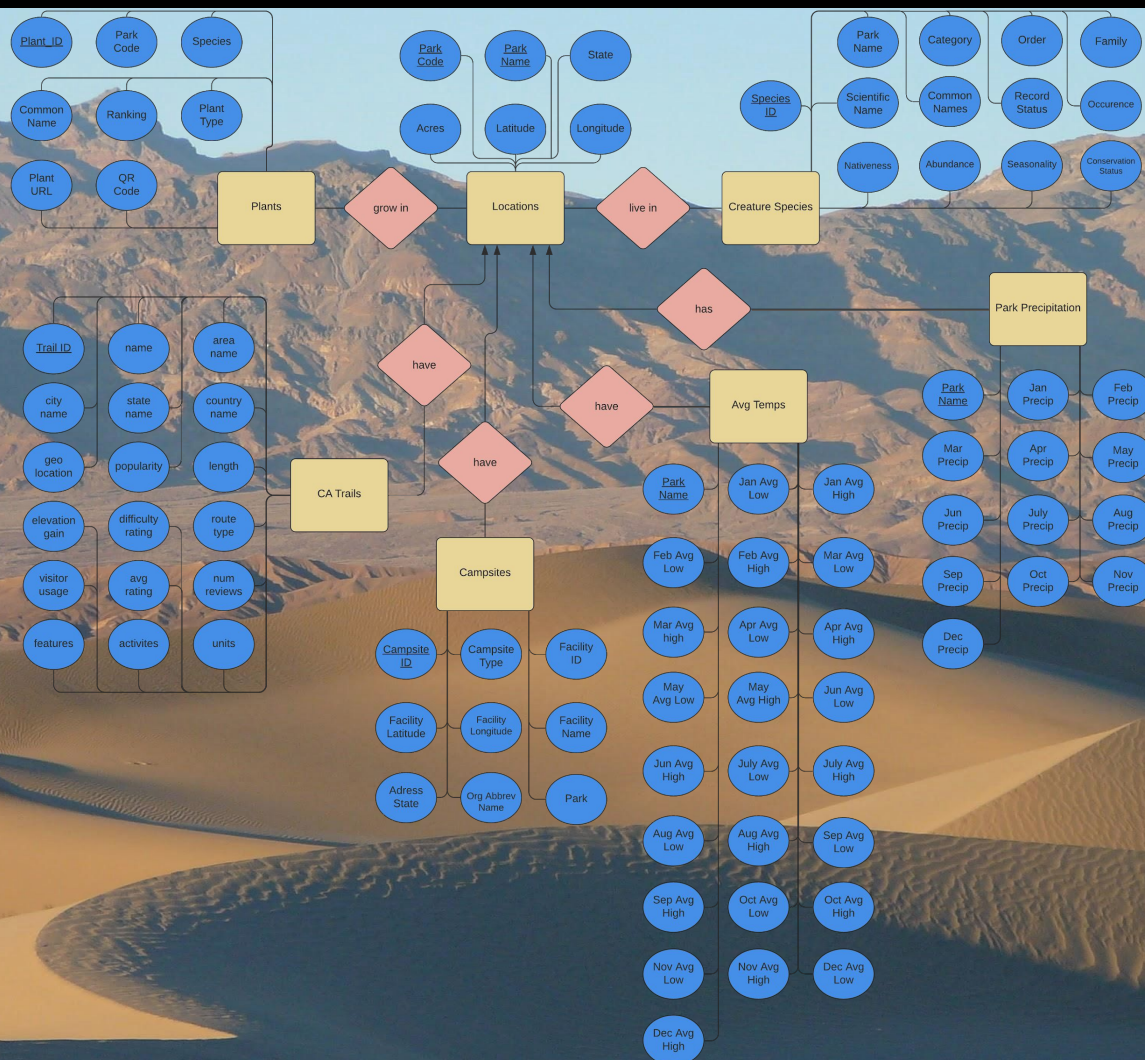 Plant_ID
Park
Code
Species
Common
Name
Ranking
Plant
Type
Plant
URL
QR
Code
Plants
grow in
Park
Code
Park
Name
State
Acres
Latitude
Longitude
Locations
live in
Species
ID
Park
Name
Category
Order
Family
Scientific
Name
Common
Names
Record
Status
Occurence
Nativeness
Abundance
Seasonality
Conservation
Status
Creature Species
has
Park Precipitation
Park
Name
Jan
Precip
Feb
Precip
Mar
Precip
Apr
Precip
May
Precip
Jun
Precip
July
Precip
Aug
Precip
Sep
Precip
Oct
Precip
Nov
Precip
Dec
Precip
Trail ID
name
area
name
city
name
state
name
country
name
geo
location
popularity
length
elevation
gain
difficulty
rating
route
type
visitor
usage
avg
rating
num
reviews
features
activites
units
CA Trails
have
have
Campsites
Campsite
ID
Campsite
Type
Facility
ID
Facility
Latitude
Facility
Longitude
Facility
Name
Adress
State
Org Abbrev
Name
Park
have
Avg Temps
Park
Name
Jan Avg
Low
Jan Avg
High
Feb Avg
Low
Feb Avg
High
Mar Avg
Low
Mar Avg
high
Apr Avg
Low
Apr Avg
High
May
Avg Low
May
Avg High
Jun Avg
Low
Jun Avg
High
July Avg
Low
July Avg
High
Aug Avg
Low
Aug Avg
High
Sep Avg
Low
Sep Avg
High
Oct Avg
Low
Oct Avg
High
Nov Avg
Low
Nov Avg
High
Dec Avg
Low
Dec Avg
High